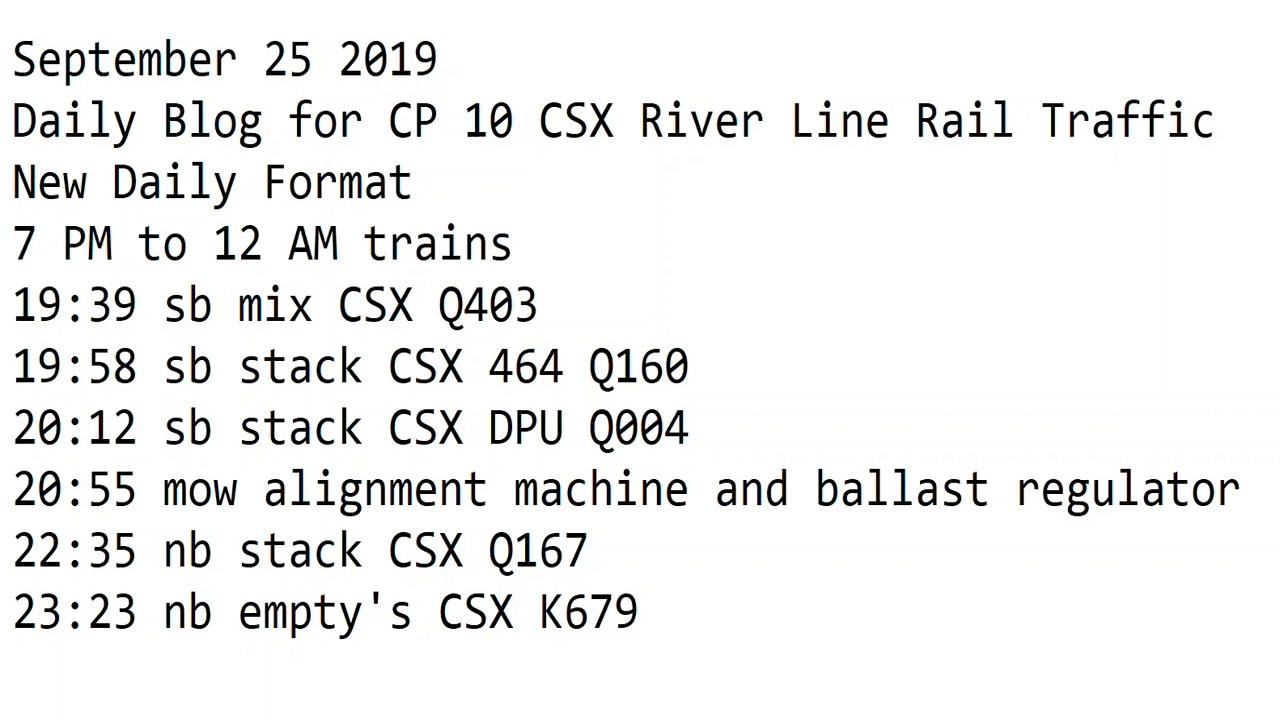 September 25 2019
Daily Blog for CP 10 CSX River Line Rail Traffic
New Daily Format
7 PM to 12 AM trains
19:39 sb mix CSX Q403
19:58 sb stack CSX 464 Q160
20:12 sb stack CSX DPU Q004
20:55 mow alignment machine and ballast regulator
22:35 nb stack CSX Q167
23:23 nb empty's CSX K679